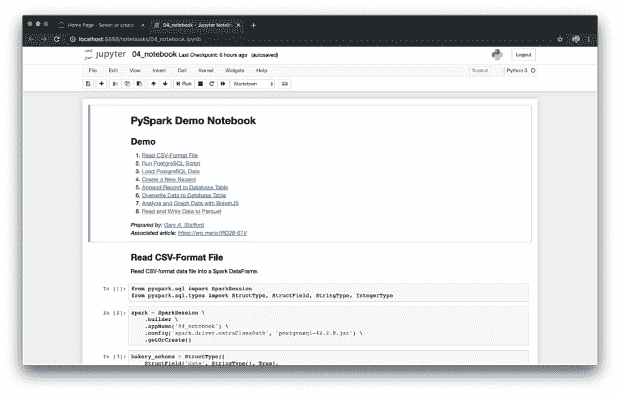 Home Page - Select or create
04_notebook - Jupyter Notebook
localhost:8888/notebooks/04_notebook.ipynb
jupyter 04_notebook Last Checkpoint: 6 hours ago (autosaved)
Logout
File Edit View Insert Cell Kernel Widgets Help
Trusted Python 3
Run Markdown
PySpark Demo Notebook
Demo
1. Read CSV-Format File
2. Run PostgreSQL Script
3. Load PostgreSQL Data
4. Create a New Record
5. Append Record to Database Table
6. Overwrite Data to Database Table
7. Analyze and Graph Data with BokehJS
8. Read and Write Data to Parquet
Prepared by: Gary A. Stafford
Associated article:
Read CSV-Format File
Read CSV-format data file into a Spark DataFrame.
In [1]: from pyspark.sql import SparkSession
from pyspark.sql.types import StructType, StructField, StringType, IntegerType
In [2]: spark = SparkSession \
.builder \
.appName('04_notebook') \
.config('spark.driver.extraClassPath', 'postgresql-42.2.8.jar') \
.getOrCreate()
In [3]: bakery_schema = StructType([
StructField('date', StringType(), True),